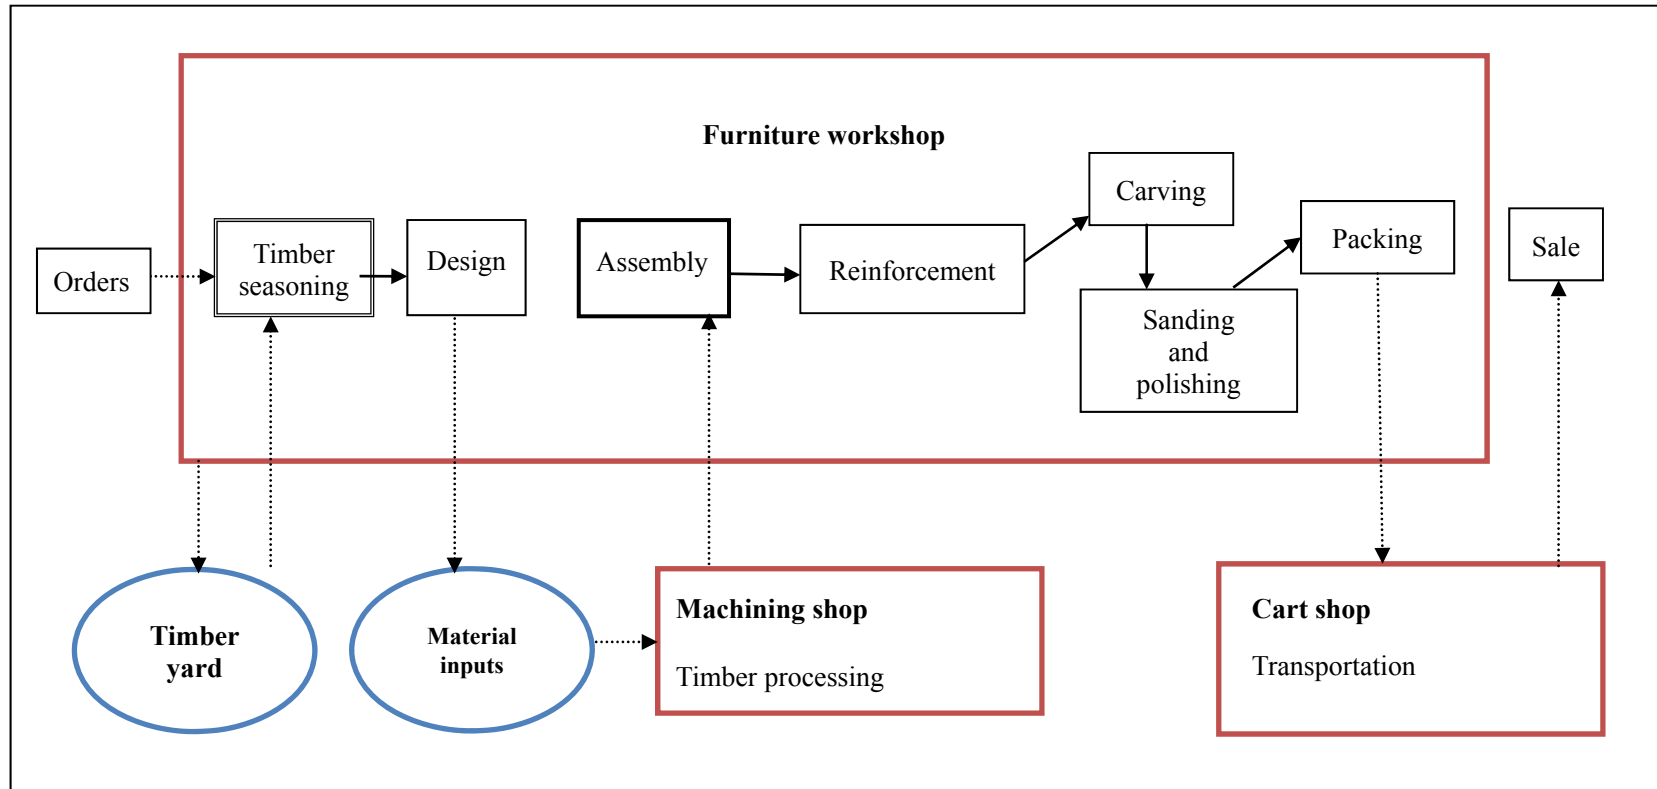 Furniture workshop
Orders
Timber
seasoning
Design
Assembly
Reinforcement
Carving
Sanding
and
polishing
Packing
Sale
Timber
yard
Material
inputs
Machining shop
Timber processing
Cart shop
Transportation